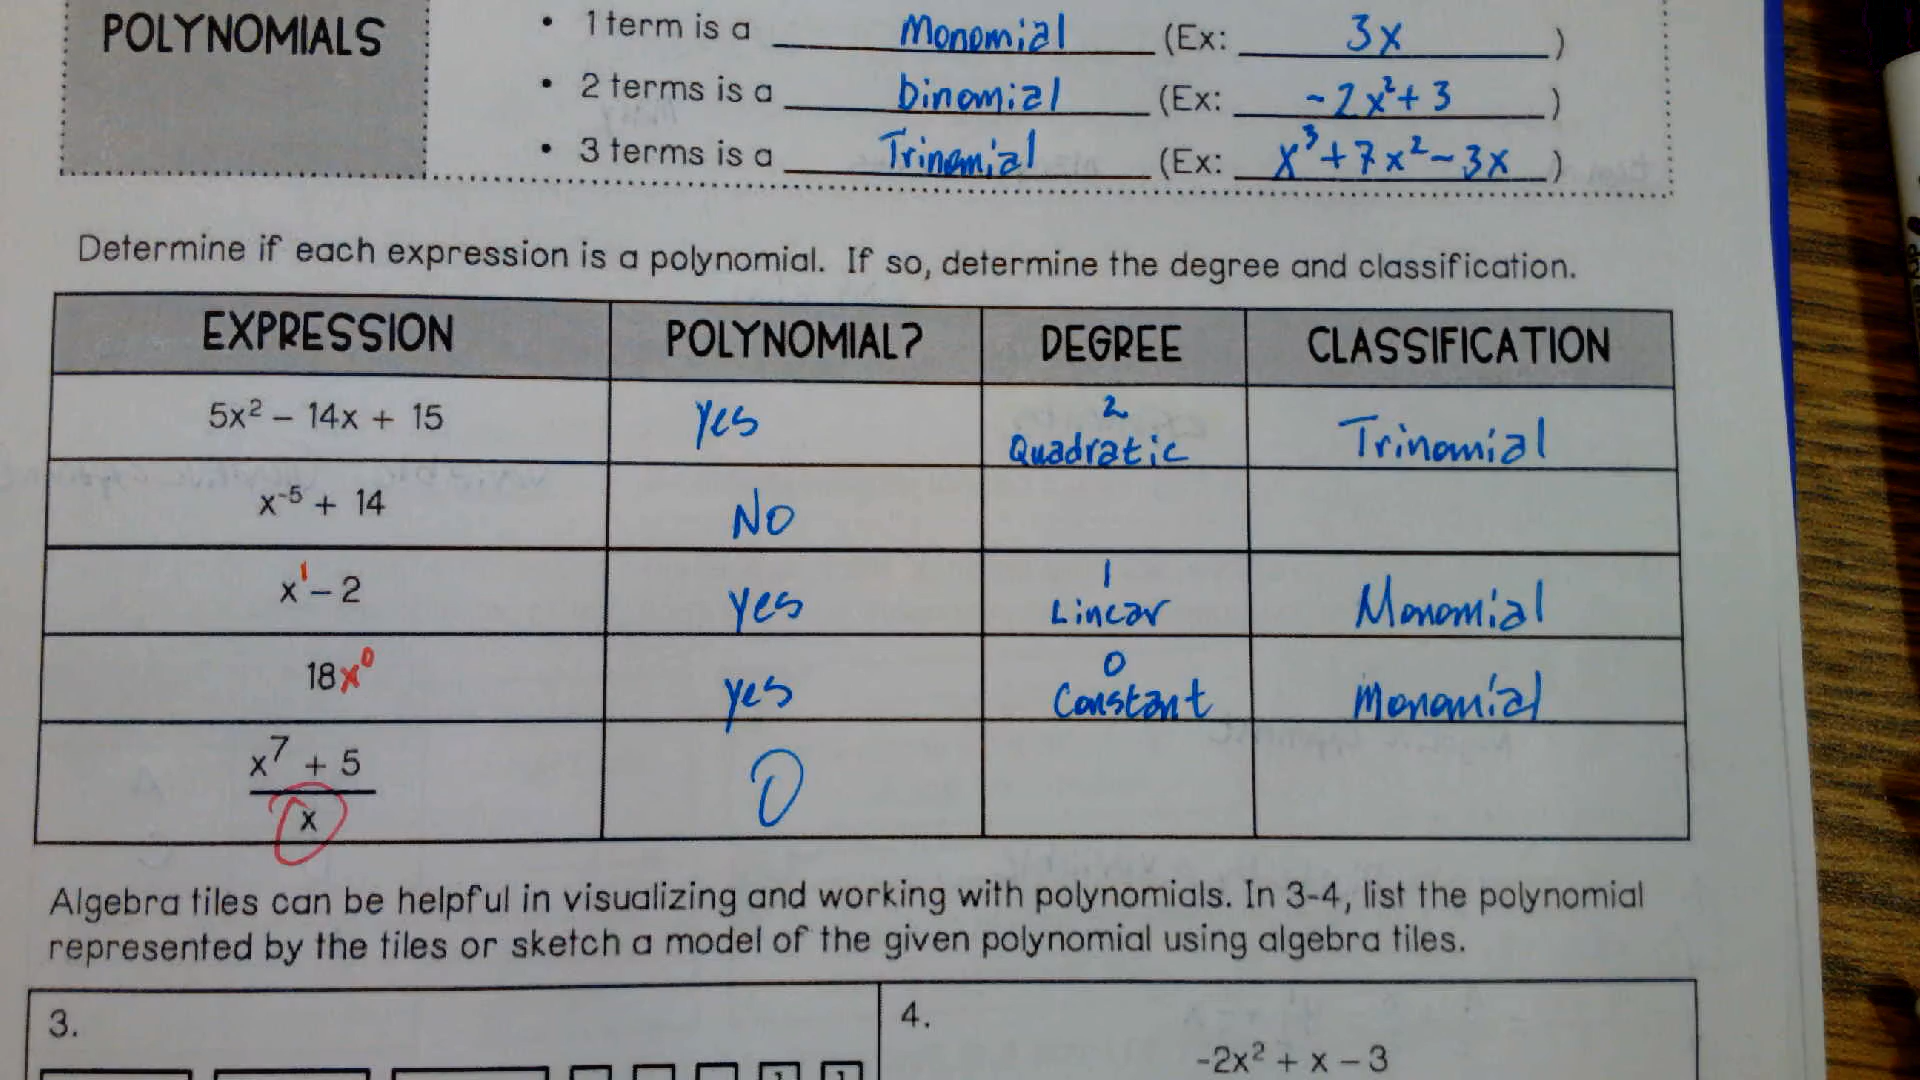 POLYNOMIALS
• 1 term is a Monomial (Ex: 3x )
• 2 terms is a binomial (Ex: -2x²+3 )
• 3 terms is a Trinomial (Ex: x³+7x²-3x )
Determine if each expression is a polynomial. If so, determine the degree and classification.
EXPRESSION POLYNOMIAL? DEGREE CLASSIFICATION
5x² – 14x + 15 yes 2 Quadratic Trinomial
x⁻⁵ + 14 NO
x¹ – 2 yes 1 Linear Monomial
18x⁰ yes 0 Constant Monomial
x⁷ + 5
x
Algebra tiles can be helpful in visualizing and working with polynomials. In 3-4, list the polynomial
represented by the tiles or sketch a model of the given polynomial using algebra tiles.
3.
4.
-2x² + x – 3